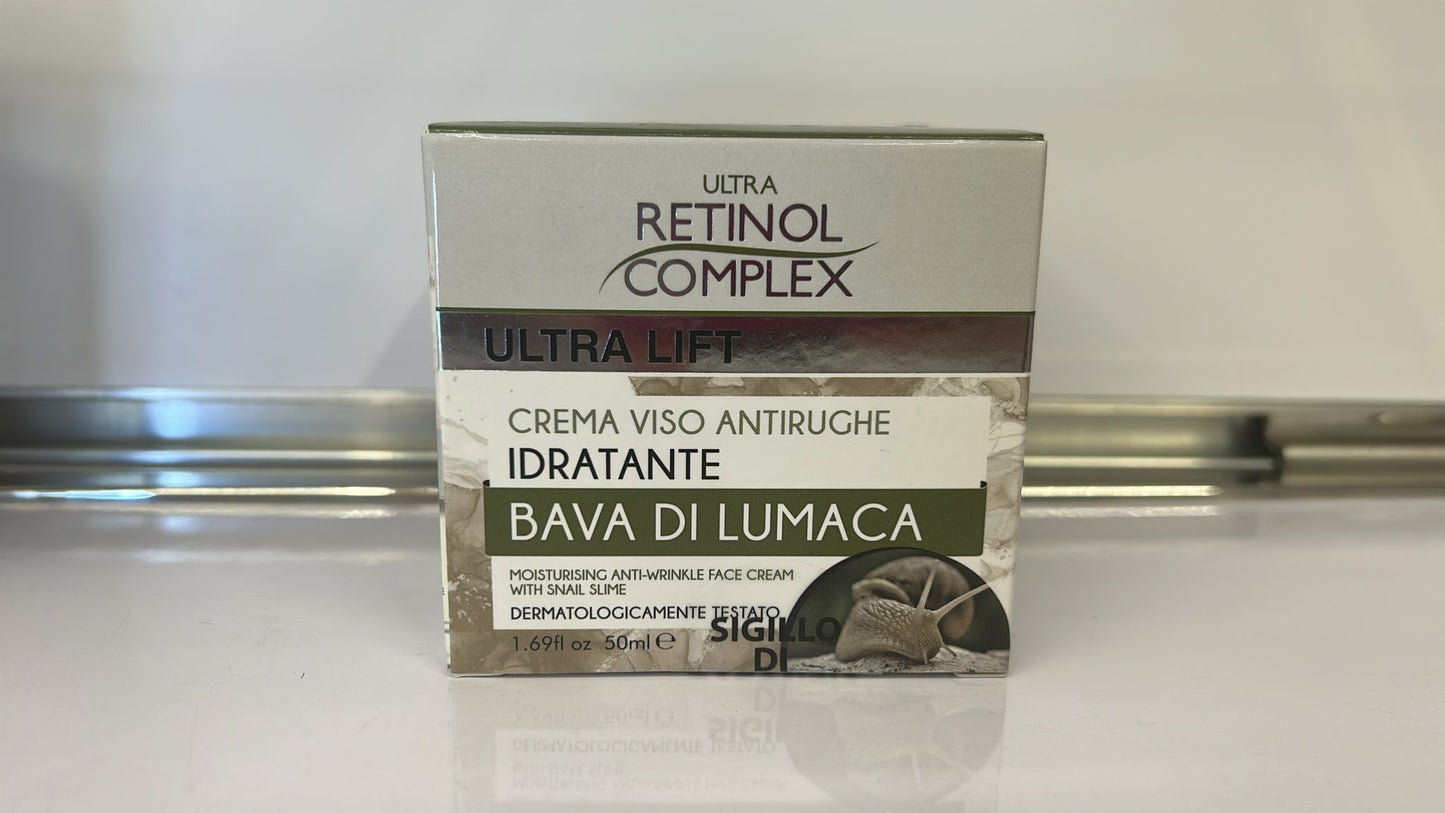 ULTRA
RETINOL
COMPLEX
ULTRA LIFT
CREMA VISO ANTIRUGHE
IDRATANTE
BAVA DI LUMACA
MOISTURISING ANTI-WRINKLE FACE CREAM
WITH SNAIL SLIME
DERMATOLOGICAMENTE TESTATO
SIGILLO
DI
1.69fl oz 50ml ℮